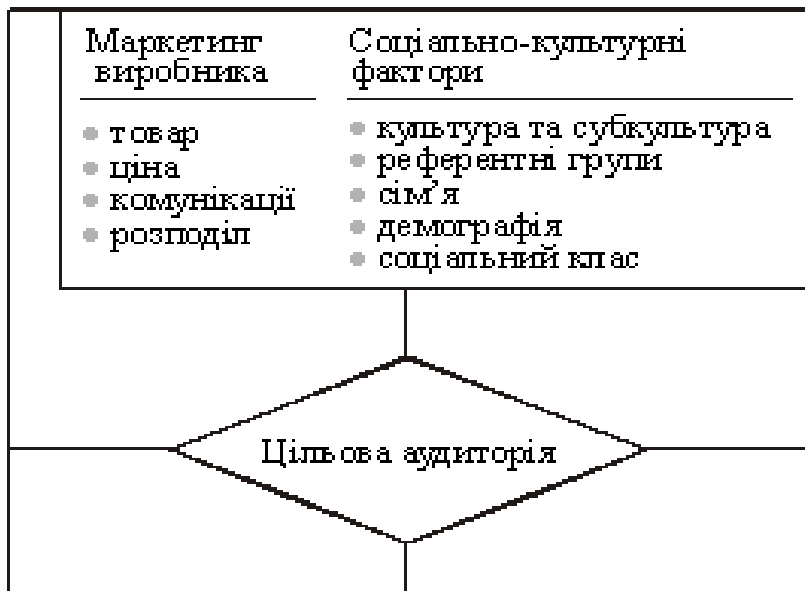 Маркетинг
виробника
товар
ціна
комунікації
розподіл
Соціально-культурні
фактори
культура та субкультура
референтні групи
сім’я
демографія
соціальний клас
Цільова аудиторія